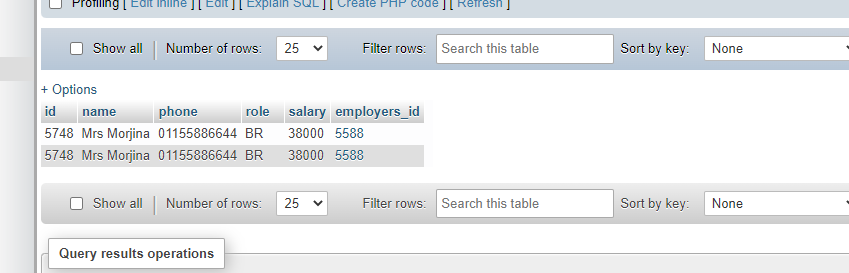 Profiling [ Edit inline ] [ Edit ] [ Explain SQL ] [ Create PHP code ] [ Refresh ]
Show all | Number of rows: 25 Filter rows: Search this table Sort by key: None
+ Options
id name phone role salary employers_id
5748 Mrs Morjina 01155886644 BR 38000 5588
5748 Mrs Morjina 01155886644 BR 38000 5588
Show all | Number of rows: 25 Filter rows: Search this table Sort by key: None
Query results operations